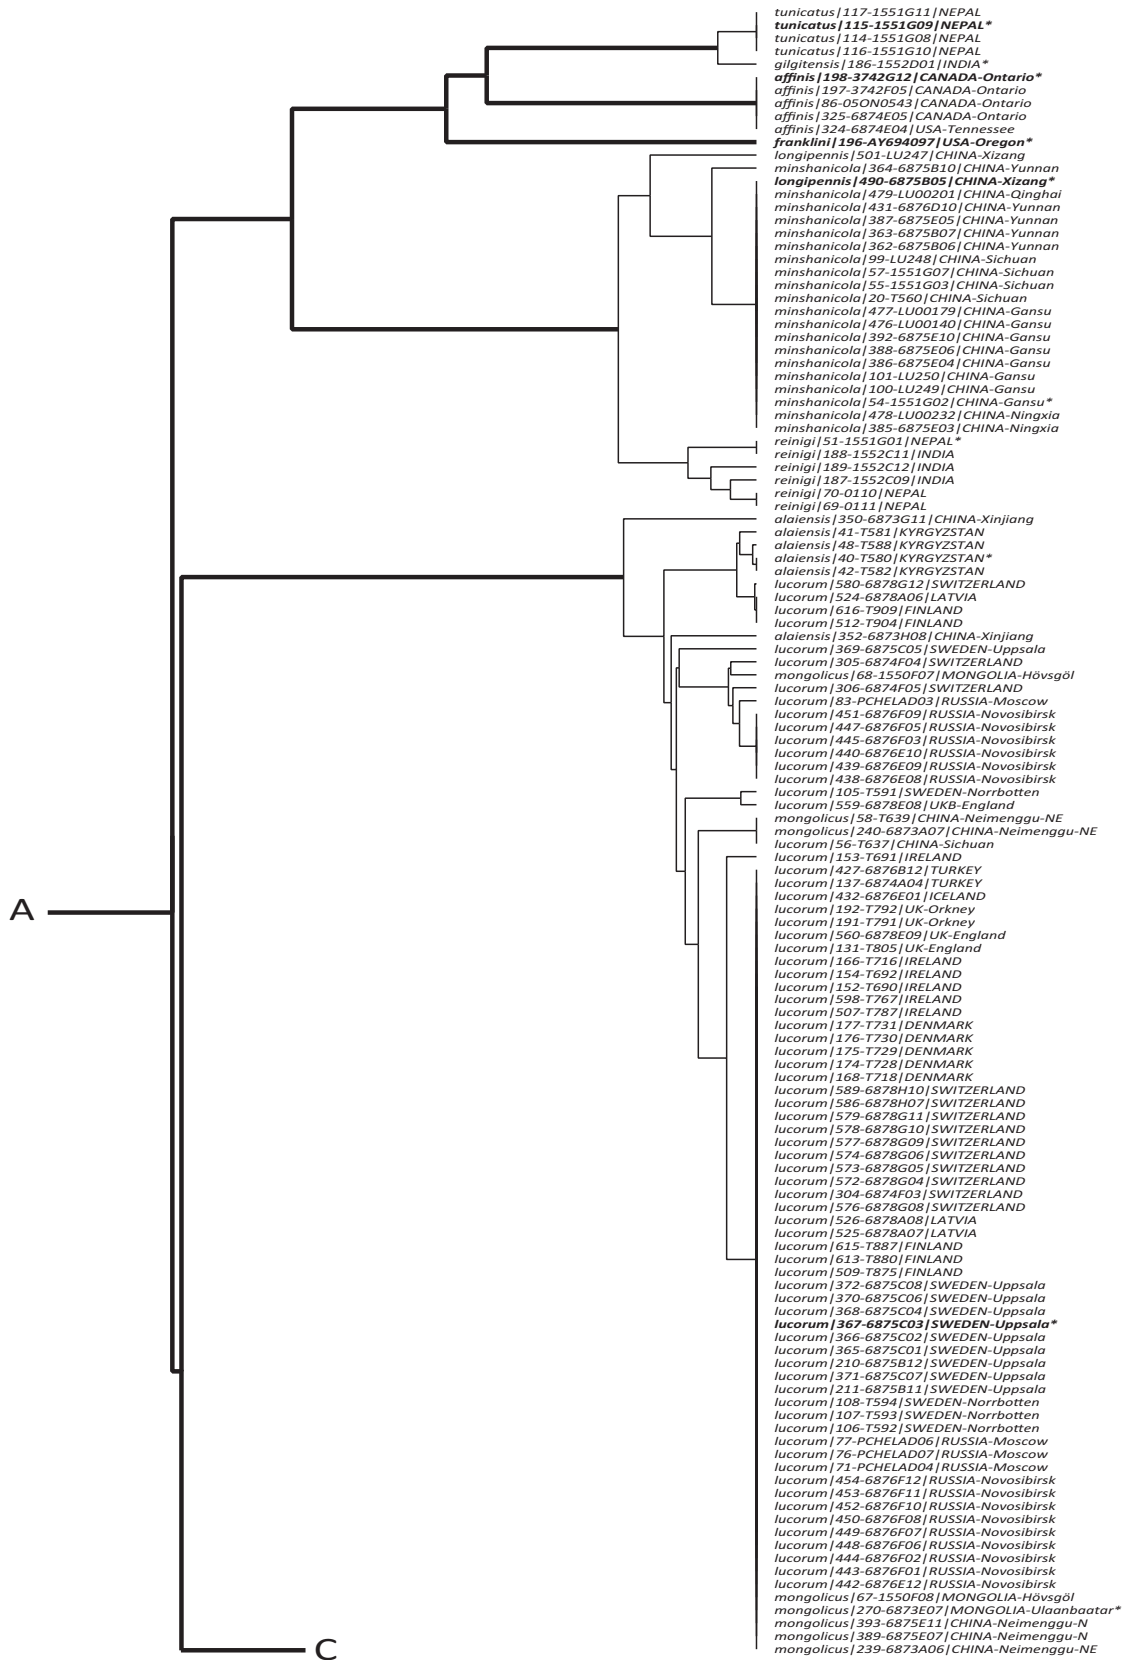 tunicatus|117-1551G11|NEPAL
tunicatus|115-1551G09|NEPAL*
tunicatus|114-1551G08|NEPAL
tunicatus|116-1551G10|NEPAL
gilgitensis|186-1552D01|INDIA*
affinis|198-3742G12|CANADA-Ontario*
affinis|197-3742F05|CANADA-Ontario
affinis|86-05ON0543|CANADA-Ontario
affinis|325-6874E05|CANADA-Ontario
affinis|324-6874E04|USA-Tennessee
franklini|196-AY694097|USA-Oregon*
longipennis|501-LU247|CHINA-Xizang
minshanicola|364-6875B10|CHINA-Yunnan
longipennis|490-6875B05|CHINA-Xizang*
minshanicola|479-LU00201|CHINA-Qinghai
minshanicola|431-6876D10|CHINA-Yunnan
minshanicola|387-6875E05|CHINA-Yunnan
minshanicola|363-6875B07|CHINA-Yunnan
minshanicola|362-6875B06|CHINA-Yunnan
minshanicola|99-LU248|CHINA-Sichuan
minshanicola|57-1551G07|CHINA-Sichuan
minshanicola|55-1551G03|CHINA-Sichuan
minshanicola|20-T560|CHINA-Sichuan
minshanicola|477-LU00179|CHINA-Gansu
minshanicola|476-LU00140|CHINA-Gansu
minshanicola|392-6875E10|CHINA-Gansu
minshanicola|388-6875E06|CHINA-Gansu
minshanicola|386-6875E04|CHINA-Gansu
minshanicola|101-LU250|CHINA-Gansu
minshanicola|100-LU249|CHINA-Gansu
minshanicola|54-1551G02|CHINA-Gansu*
minshanicola|478-LU00232|CHINA-Ningxia
minshanicola|385-6875E03|CHINA-Ningxia
reinigi|51-1551G01|NEPAL*
reinigi|188-1552C11|INDIA
reinigi|189-1552C12|INDIA
reinigi|187-1552C09|INDIA
reinigi|70-0110|NEPAL
reinigi|69-0111|NEPAL
alaiensis|350-6873G11|CHINA-Xinjiang
alaiensis|41-T581|KYRGYZSTAN
alaiensis|48-T588|KYRGYZSTAN
alaiensis|40-T580|KYRGYZSTAN*
alaiensis|42-T582|KYRGYZSTAN
lucorum|580-6878G12|SWITZERLAND
lucorum|524-6878A06|LATVIA
lucorum|616-T909|FINLAND
lucorum|512-T904|FINLAND
alaiensis|352-6873H08|CHINA-Xinjiang
lucorum|369-6875C05|SWEDEN-Uppsala
lucorum|305-6874F04|SWITZERLAND
mongolicus|68-1550F07|MONGOLIA-Hövsgöl
lucorum|306-6874F05|SWITZERLAND
lucorum|83-PCHELAD03|RUSSIA-Moscow
lucorum|451-6876F09|RUSSIA-Novosibirsk
lucorum|447-6876F05|RUSSIA-Novosibirsk
lucorum|445-6876F03|RUSSIA-Novosibirsk
lucorum|440-6876E10|RUSSIA-Novosibirsk
lucorum|439-6876E09|RUSSIA-Novosibirsk
lucorum|438-6876E08|RUSSIA-Novosibirsk
lucorum|105-T591|SWEDEN-Norrbotten
lucorum|559-6878E08|UKB-England
mongolicus|58-T639|CHINA-Neimenggu-NE
mongolicus|240-6873A07|CHINA-Neimenggu-NE
lucorum|56-T637|CHINA-Sichuan
lucorum|153-T691|IRELAND
lucorum|427-6876B12|TURKEY
lucorum|137-6874A04|TURKEY
lucorum|432-6876E01|ICELAND
lucorum|192-T792|UK-Orkney
A
lucorum|191-T791|UK-Orkney
lucorum|560-6878E09|UK-England
lucorum|131-T805|UK-England
lucorum|166-T716|IRELAND
lucorum|154-T692|IRELAND
lucorum|152-T690|IRELAND
lucorum|598-T767|IRELAND
lucorum|507-T787|IRELAND
lucorum|177-T731|DENMARK
lucorum|176-T730|DENMARK
lucorum|175-T729|DENMARK
lucorum|174-T728|DENMARK
lucorum|168-T718|DENMARK
lucorum|589-6878H10|SWITZERLAND
lucorum|586-6878H07|SWITZERLAND
lucorum|579-6878G11|SWITZERLAND
lucorum|578-6878G10|SWITZERLAND
lucorum|577-6878G09|SWITZERLAND
lucorum|574-6878G06|SWITZERLAND
lucorum|573-6878G05|SWITZERLAND
lucorum|572-6878G04|SWITZERLAND
lucorum|304-6874F03|SWITZERLAND
lucorum|576-6878G08|SWITZERLAND
lucorum|526-6878A08|LATVIA
lucorum|525-6878A07|LATVIA
lucorum|615-T887|FINLAND
lucorum|613-T880|FINLAND
lucorum|509-T875|FINLAND
lucorum|372-6875C08|SWEDEN-Uppsala
lucorum|370-6875C06|SWEDEN-Uppsala
lucorum|368-6875C04|SWEDEN-Uppsala
lucorum|367-6875C03|SWEDEN-Uppsala*
lucorum|366-6875C02|SWEDEN-Uppsala
lucorum|365-6875C01|SWEDEN-Uppsala
lucorum|210-6875B12|SWEDEN-Uppsala
lucorum|371-6875C07|SWEDEN-Uppsala
lucorum|211-6875B11|SWEDEN-Uppsala
lucorum|108-T594|SWEDEN-Norrbotten
lucorum|107-T593|SWEDEN-Norrbotten
lucorum|106-T592|SWEDEN-Norrbotten
lucorum|77-PCHELAD06|RUSSIA-Moscow
lucorum|76-PCHELAD07|RUSSIA-Moscow
lucorum|71-PCHELAD04|RUSSIA-Moscow
lucorum|454-6876F12|RUSSIA-Novosibirsk
lucorum|453-6876F11|RUSSIA-Novosibirsk
lucorum|452-6876F10|RUSSIA-Novosibirsk
lucorum|450-6876F08|RUSSIA-Novosibirsk
lucorum|449-6876F07|RUSSIA-Novosibirsk
lucorum|448-6876F06|RUSSIA-Novosibirsk
lucorum|444-6876F02|RUSSIA-Novosibirsk
lucorum|443-6876F01|RUSSIA-Novosibirsk
lucorum|442-6876E12|RUSSIA-Novosibirsk
mongolicus|67-1550F08|MONGOLIA-Hövsgöl
mongolicus|270-6873E07|MONGOLIA-Ulaanbaatar*
mongolicus|393-6875E11|CHINA-Neimenggu-N
mongolicus|389-6875E07|CHINA-Neimenggu-N
mongolicus|239-6873A06|CHINA-Neimenggu-NE
C